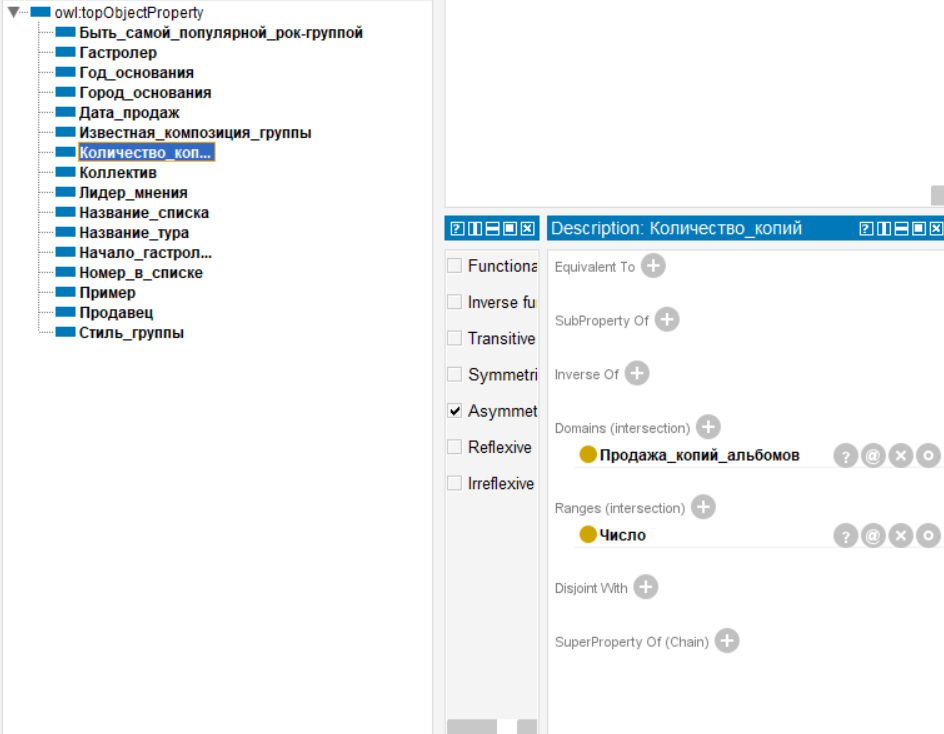 owl:topObjectProperty
Быть_самой_популярной_рок-группой
Гастролер
Год_основания
Город_основания
Дата_продаж
Известная_композиция_группы
Количество_коп...
Коллектив
Лидер_мнения
Название_списка
Название_тура
Начало_гастрол...
Номер_в_списке
Пример
Продавец
Стиль_группы
Description: Количество_копий
Functiona
Inverse fu
Transitive
Symmetri
Asymmet
Reflexive
Irreflexive
Equivalent To
SubProperty Of
Inverse Of
Domains (intersection)
Продажа_копий_альбомов
Ranges (intersection)
Число
Disjoint With
SuperProperty Of (Chain)